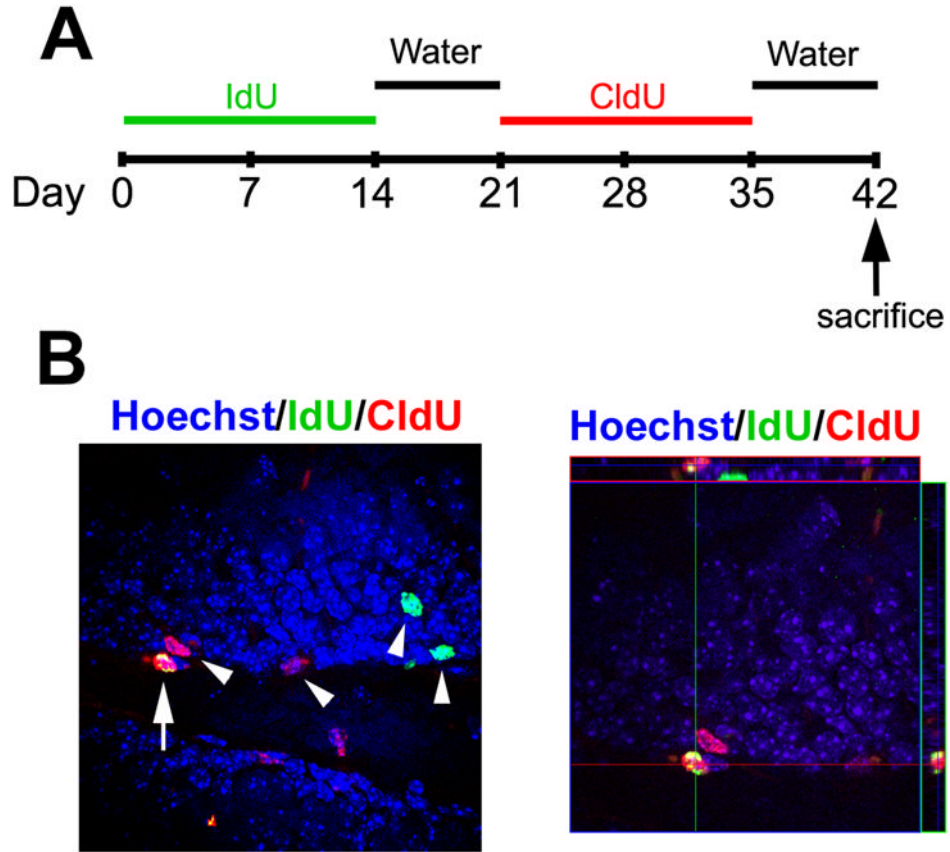 A
Water
Water
IdU
CldU
Day 0 7 14 21 28 35 42
sacrifice
B
Hoechst/IdU/CldU
Hoechst/IdU/CldU